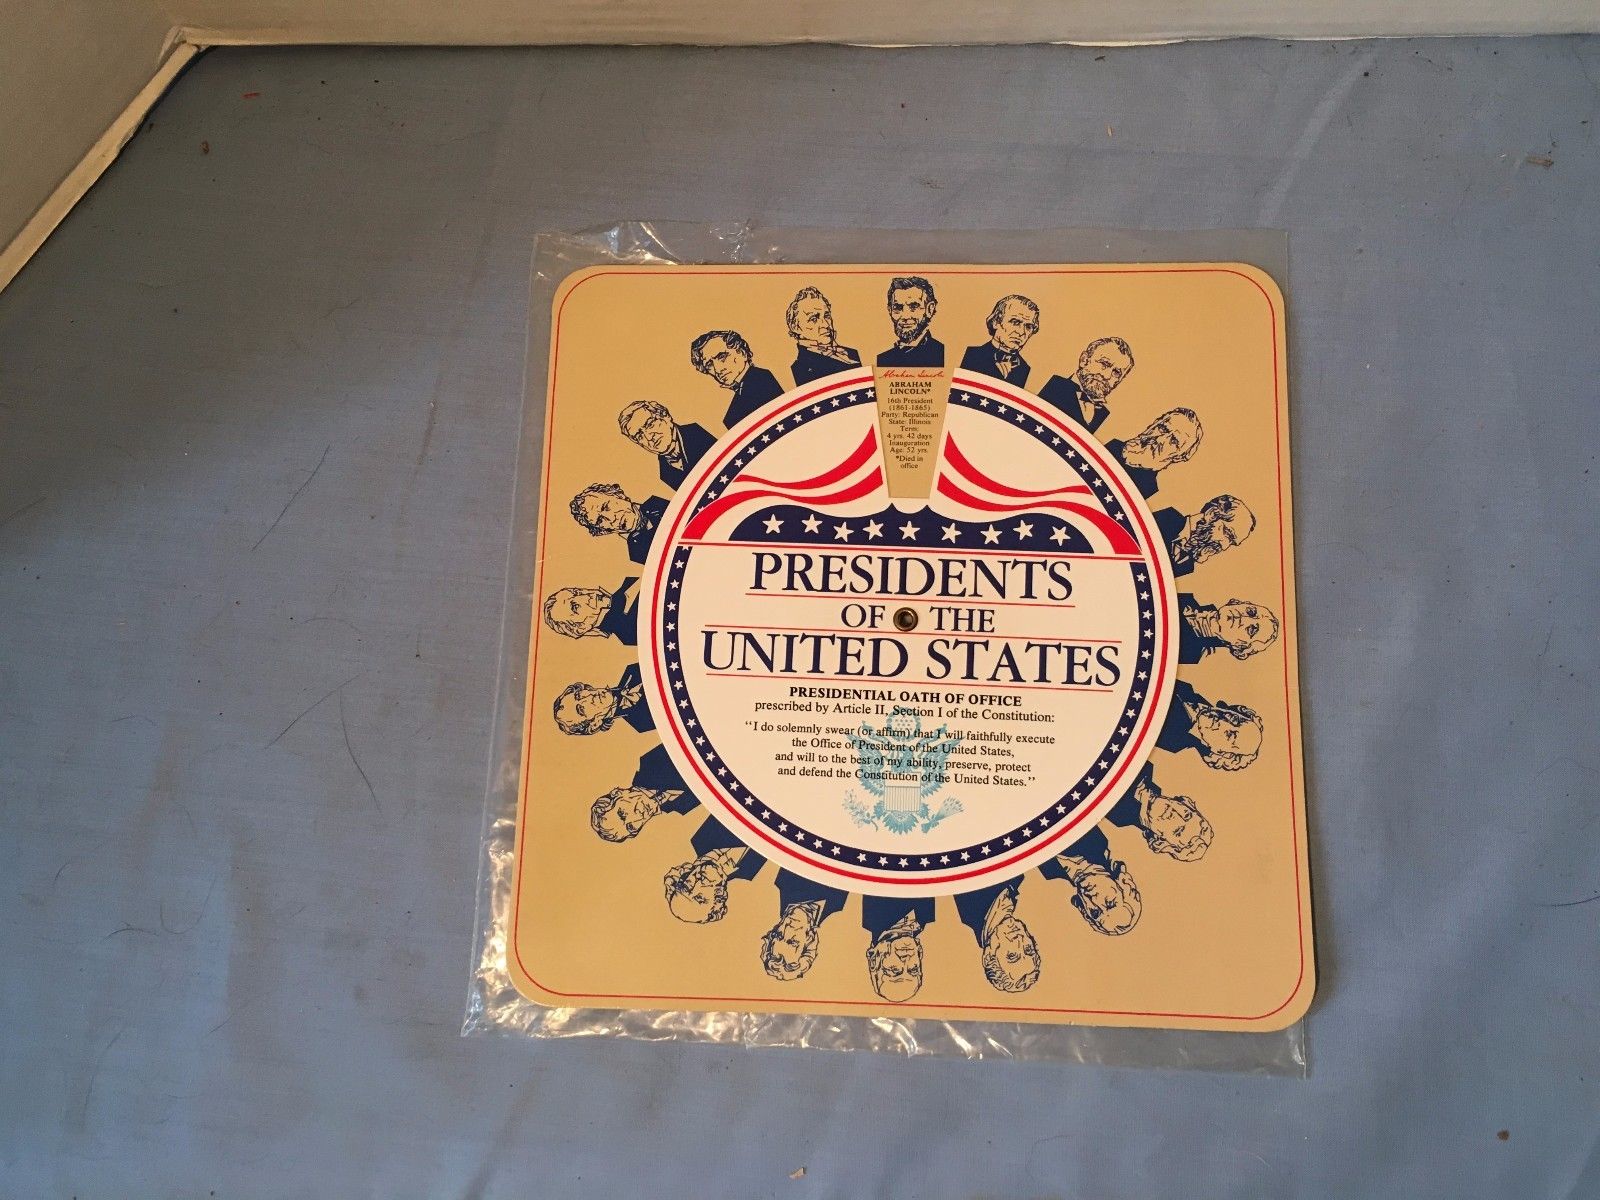 Abraham Lincoln
ABRAHAM
LINCOLN*
16th President
(1861-1865)
Party: Republican
State: Illinois
Term:
4 yrs. 42 days
Inauguration
Age: 52 yrs.
*Died in
office
PRESIDENTS
OF THE
UNITED STATES
PRESIDENTIAL OATH OF OFFICE
prescribed by Article II, Section I of the Constitution:
"I do solemnly swear (or affirm) that I will faithfully execute
the Office of President of the United States,
and will to the best of my ability, preserve, protect
and defend the Constitution of the United States."